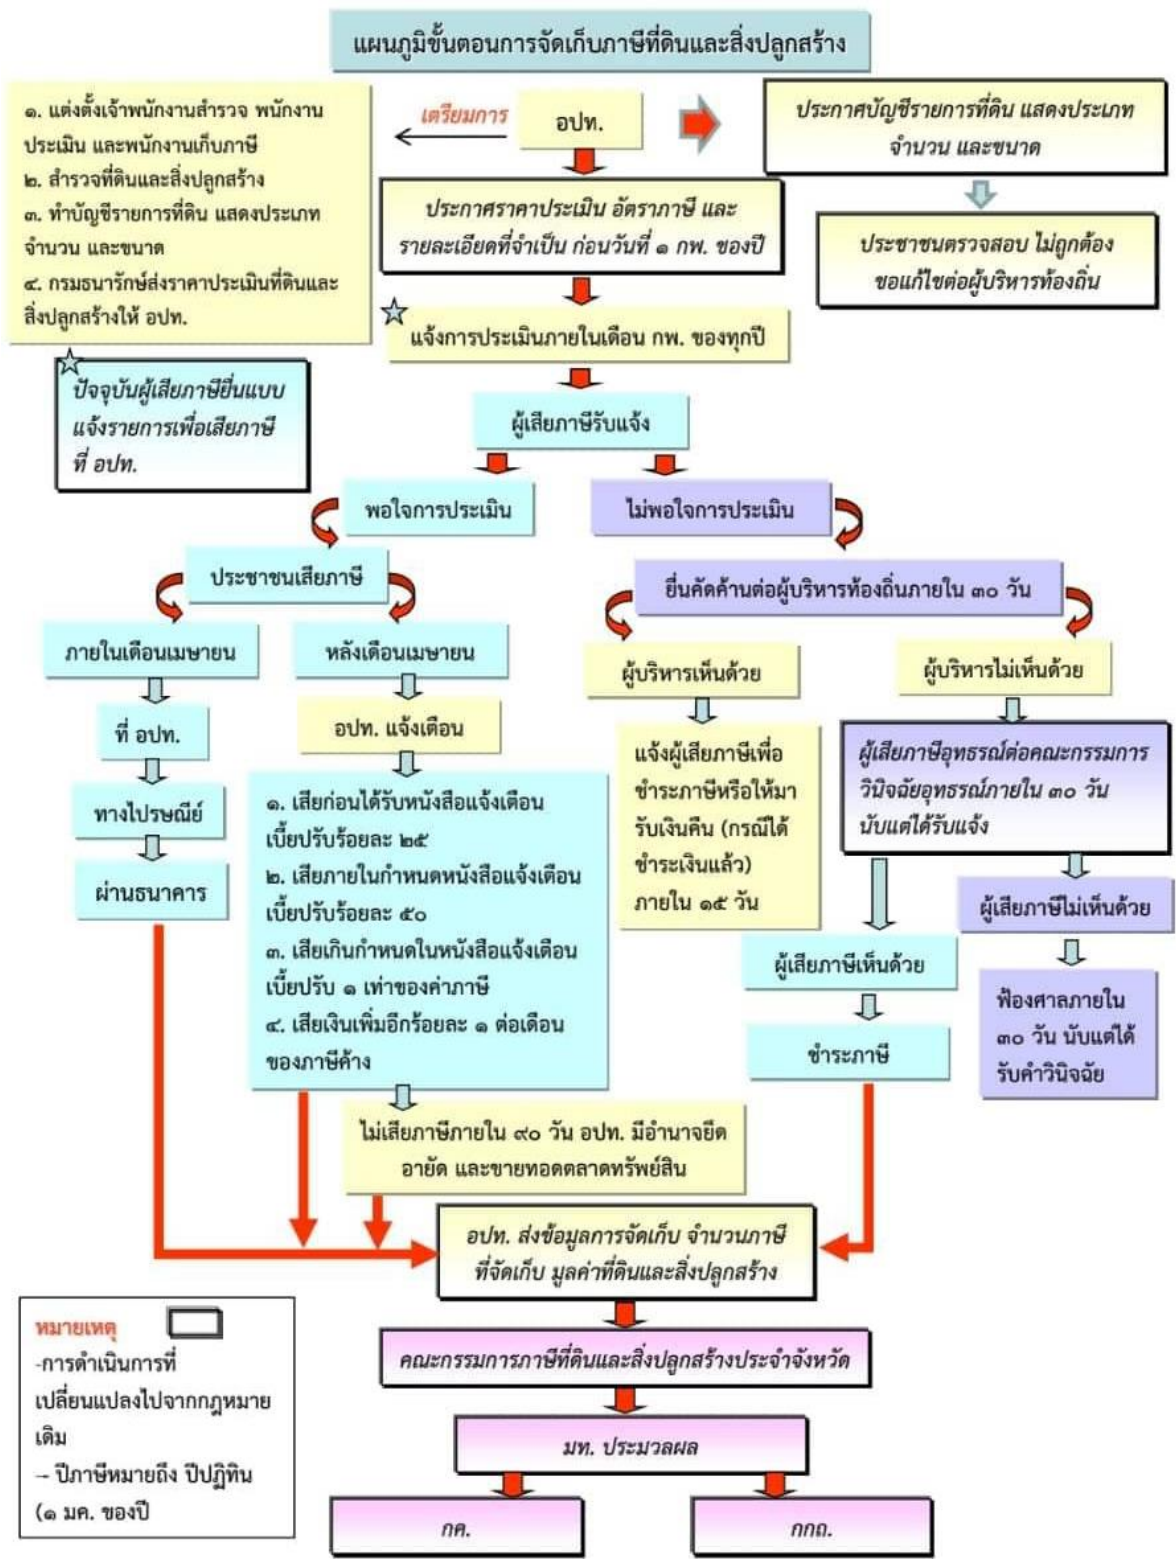 แผนภูมิขั้นตอนการจัดเก็บภาษีที่ดินและสิ่งปลูกสร้าง
๑. แต่งตั้งเจ้าพนักงานสำรวจ พนักงาน
ประเมิน และพนักงานเก็บภาษี
๒. สำรวจที่ดินและสิ่งปลูกสร้าง
๓. ทำบัญชีรายการที่ดิน แสดงประเภท
จำนวน และขนาด
๔. กรมธนารักษ์ส่งราคาประเมินที่ดินและ
สิ่งปลูกสร้างให้ อปท.
เตรียมการ
อปท.
ประกาศบัญชีรายการที่ดิน แสดงประเภท
จำนวน และขนาด
ประชาชนตรวจสอบ ไม่ถูกต้อง
ขอแก้ไขต่อผู้บริหารท้องถิ่น
ประกาศราคาประเมิน อัตราภาษี และ
รายละเอียดที่จำเป็น ก่อนวันที่ ๑ กพ. ของปี
แจ้งการประเมินภายในเดือน กพ. ของทุกปี
ปัจจุบันผู้เสียภาษียื่นแบบ
แจ้งรายการเพื่อเสียภาษี
ที่ อปท.
ผู้เสียภาษีรับแจ้ง
พอใจการประเมิน
ไม่พอใจการประเมิน
ประชาชนเสียภาษี
ยื่นคัดค้านต่อผู้บริหารท้องถิ่นภายใน ๓๐ วัน
ภายในเดือนเมษายน
หลังเดือนเมษายน
ผู้บริหารเห็นด้วย
ผู้บริหารไม่เห็นด้วย
ที่ อปท.
ทางไปรษณีย์
ผ่านธนาคาร
อปท. แจ้งเตือน
๑. เสียก่อนได้รับหนังสือแจ้งเตือน
เบี้ยปรับร้อยละ ๒๕
๒. เสียภายในกำหนดหนังสือแจ้งเตือน
เบี้ยปรับร้อยละ ๕๐
๓. เสียเกินกำหนดในหนังสือแจ้งเตือน
เบี้ยปรับ ๑ เท่าของค่าภาษี
๔. เสียเงินเพิ่มอีกร้อยละ ๑ ต่อเดือน
ของภาษีค้าง
แจ้งผู้เสียภาษีเพื่อ
ชำระภาษีหรือให้มา
รับเงินคืน (กรณีได้
ชำระเงินแล้ว)
ภายใน ๑๕ วัน
ผู้เสียภาษีอุทธรณ์ต่อคณะกรรมการ
วินิจฉัยอุทธรณ์ภายใน ๓๐ วัน
นับแต่ได้รับแจ้ง
ผู้เสียภาษีไม่เห็นด้วย
ผู้เสียภาษีเห็นด้วย
ฟ้องศาลภายใน
๓๐ วัน นับแต่ได้
รับคำวินิจฉัย
ชำระภาษี
ไม่เสียภาษีภายใน ๙๐ วัน อปท. มีอำนาจยึด
อายัด และขายทอดตลาดทรัพย์สิน
อปท. ส่งข้อมูลการจัดเก็บ จำนวนภาษี
ที่จัดเก็บ มูลค่าที่ดินและสิ่งปลูกสร้าง
คณะกรรมการภาษีที่ดินและสิ่งปลูกสร้างประจำจังหวัด
มท. ประมวลผล
กค.
กกถ.
หมายเหตุ
-การดำเนินการที่
เปลี่ยนแปลงไปจากกฎหมาย
เดิม
– ปีภาษีหมายถึง ปีปฏิทิน
(๑ มค. ของปี